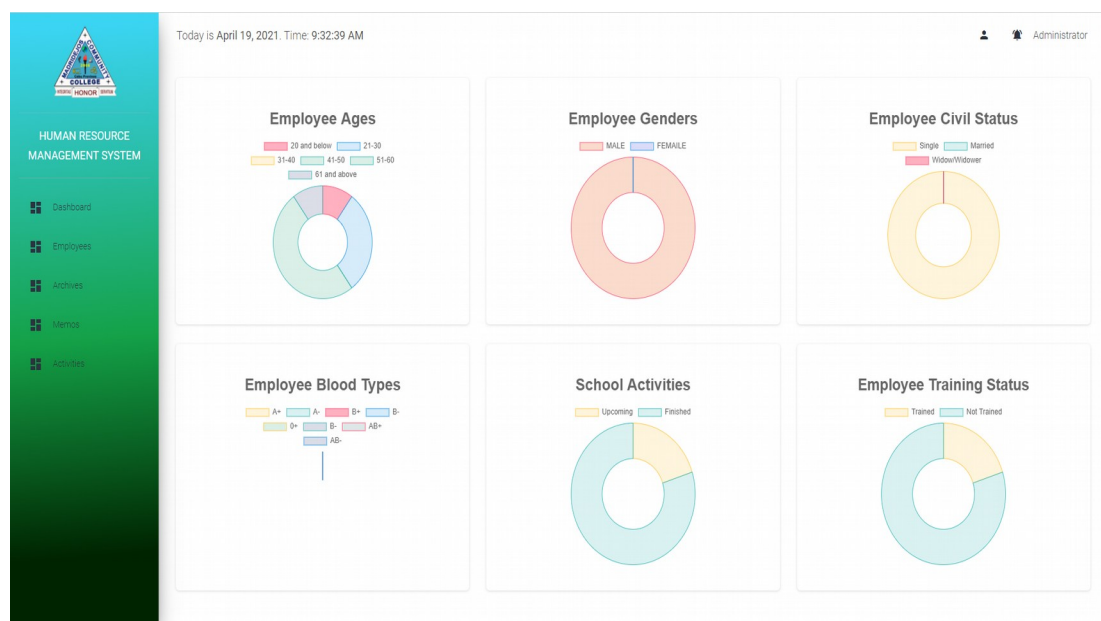 Today is April 19, 2021. Time: 9:32:39 AM
Administrator
COMMUNITY
COLLEGE
HONOR
HUMAN RESOURCE
MANAGEMENT SYSTEM
Dashboard
Employees
Archives
Memos
Activities
Employee Ages
20 and below 21-30
31-40 41-50 51-60
61 and above
Employee Genders
MALE FEMAILE
Employee Civil Status
Single Married
Widow/Widower
Employee Blood Types
A+ A- B+ B-
0+ B- AB+
AB-
School Activities
Upcoming Finished
Employee Training Status
Trained Not Trained